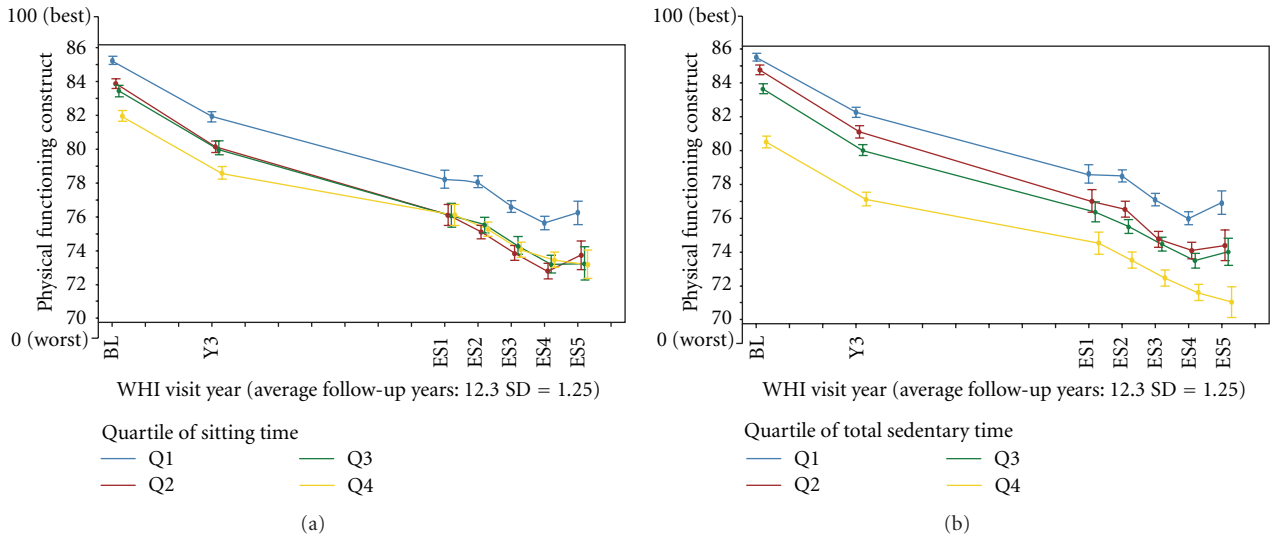 100 (best)
86
84
82
80
78
76
74
72
70
0 (worst)
Physical functioning construct
BL
Y3
ES1
ES2
ES3
ES4
ES5
WHI visit year (average follow-up years: 12.3 SD = 1.25)
Quartile of sitting time
Q1
Q3
Q2
Q4
(a)
100 (best)
86
84
82
80
78
76
74
72
70
0 (worst)
Physical functioning construct
BL
Y3
ES1
ES2
ES3
ES4
ES5
WHI visit year (average follow-up years: 12.3 SD = 1.25)
Quartile of total sedentary time
Q1
Q3
Q2
Q4
(b)